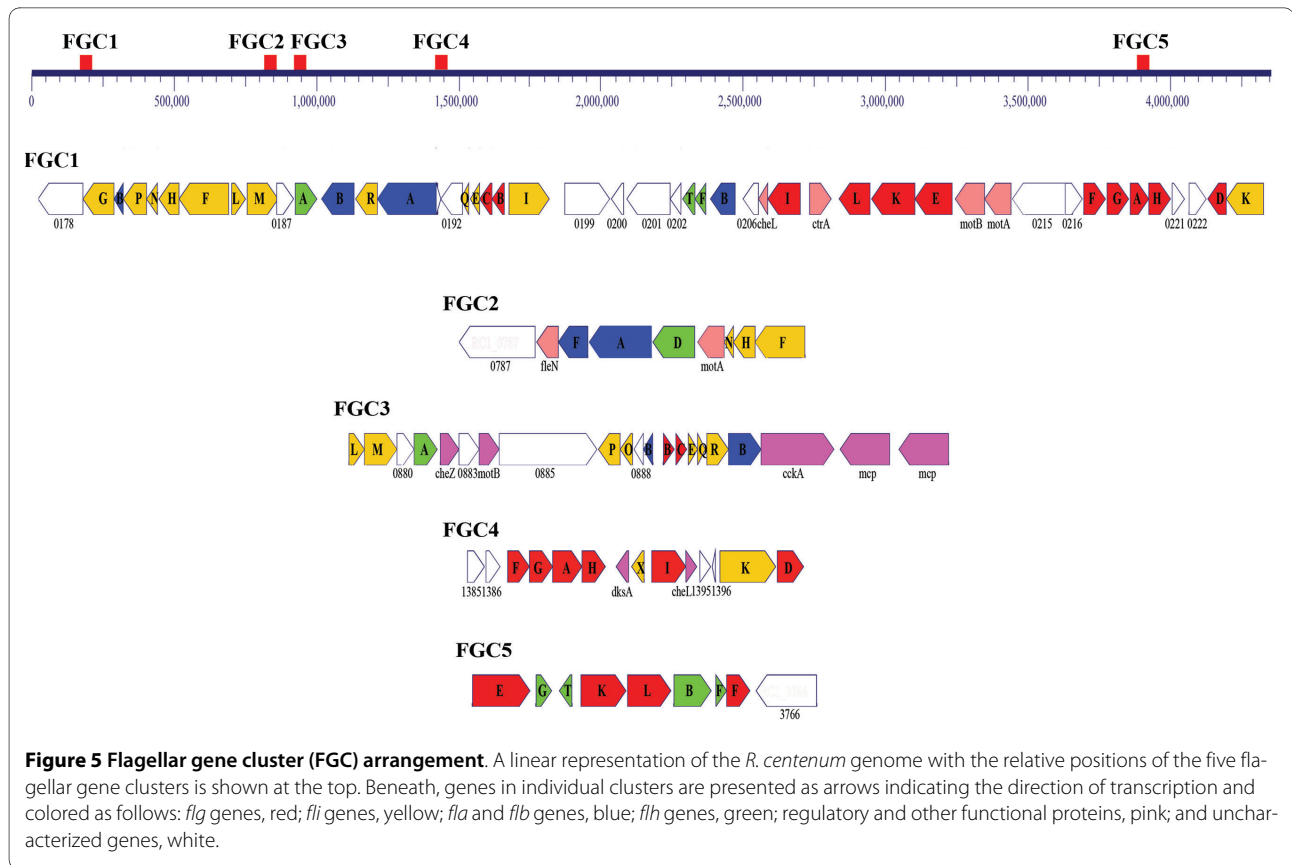 FGC1 FGC2 FGC3 FGC4 FGC5
0 500,000 1,000,000 1,500,000 2,000,000 2,500,000 3,000,000 3,500,000 4,000,000
FGC1
G B P N H F L M A B R A Q E C B I T F B I L K E F G A H D K
0178 0187 0192 0199 0200 0201 0202 0206 cheL ctrA motB motA 0215 0216 0221 0222
FGC2
F A D N H F
0787 fleN motA
FGC3
L M A P O B B C E Q R B
0880 cheZ 0883 motB 0885 0888 cckA mcp mcp
FGC4
F G A H X I K D
1385 1386 dksA cheL 1395 1396
FGC5
E G T K L B F F
3766
Figure 5 Flagellar gene cluster (FGC) arrangement. A linear representation of the R. centenum genome with the relative positions of the five fla-
gellar gene clusters is shown at the top. Beneath, genes in individual clusters are presented as arrows indicating the direction of transcription and
colored as follows: flg genes, red; fli genes, yellow; fla and flb genes, blue; flh genes, green; regulatory and other functional proteins, pink; and unchar-
acterized genes, white.